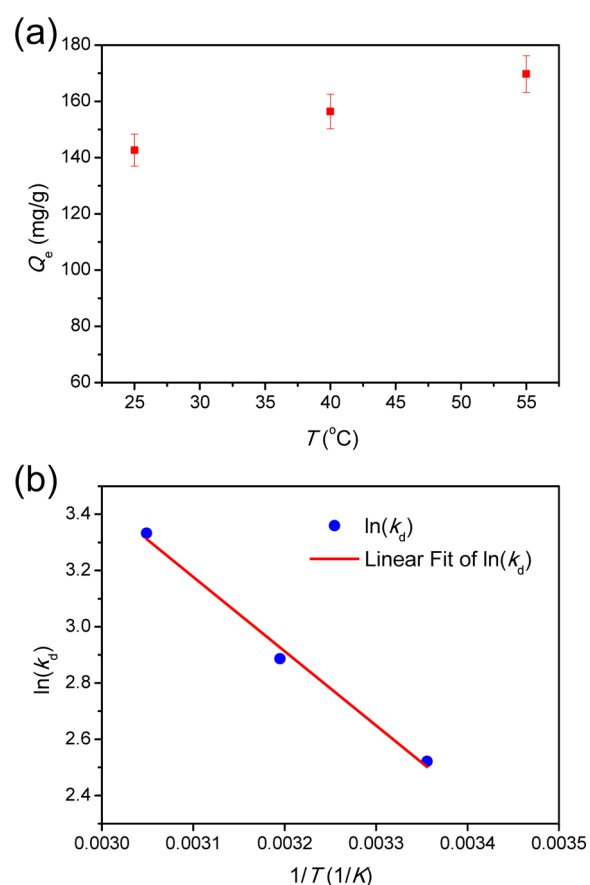 (a)
180
160
140
120
100
80
60
Qe (mg/g)
25 30 35 40 45 50 55
T (°C)
(b)
3.4
3.2
3.0
2.8
2.6
2.4
ln(kd)
ln(kd)
Linear Fit of ln(kd)
0.0030 0.0031 0.0032 0.0033 0.0034 0.0035
1/T (1/K)